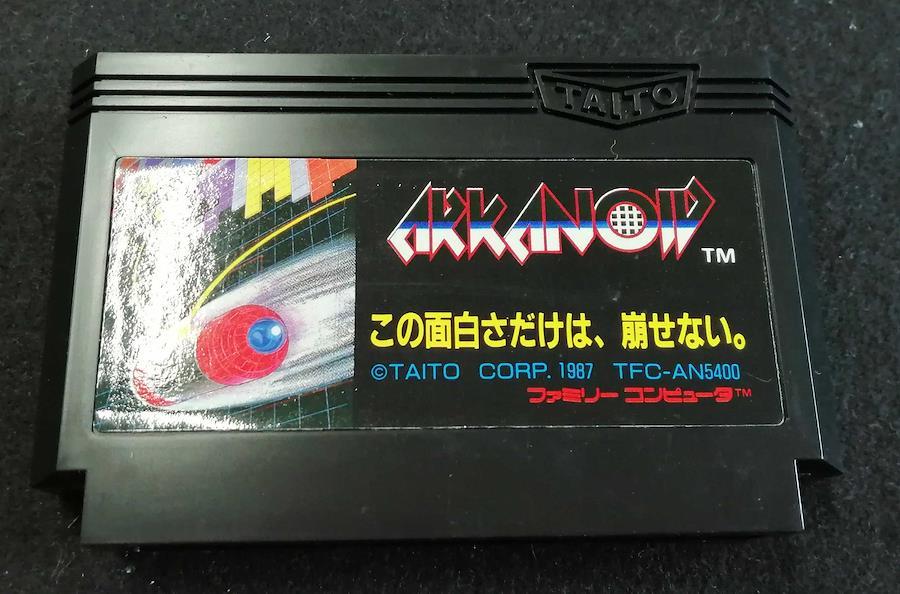 TAITO
ARKANOID
TM
この面白さだけは、崩せない。
©TAITO CORP. 1987 TFC-AN5400
ファミリー コンピュータ™